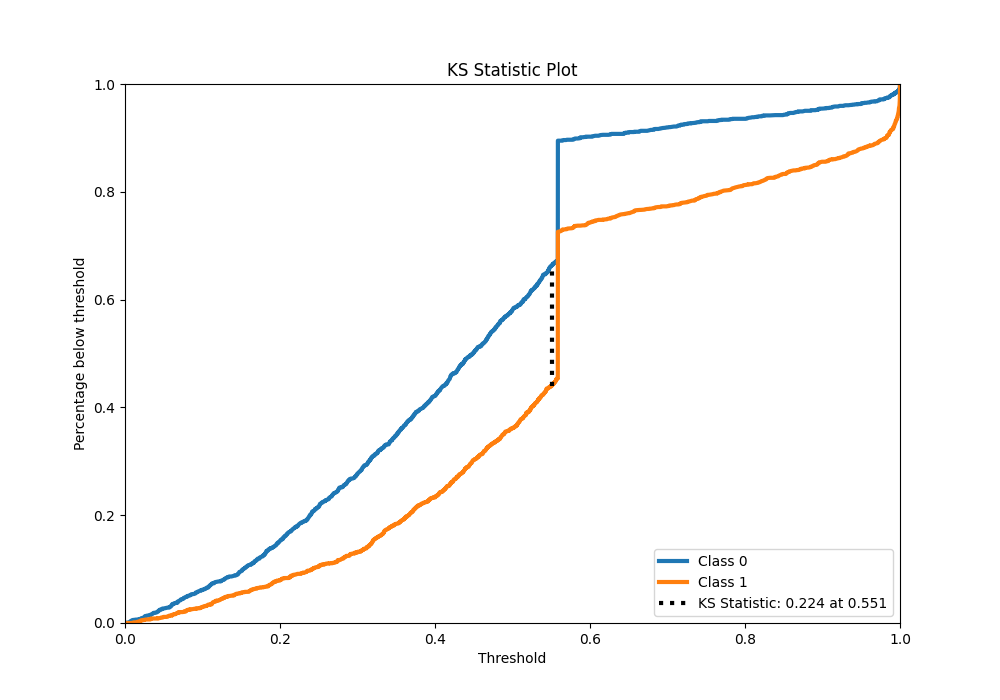 KS Statistic Plot
1.0
0.8
0.6
0.4
0.2
0.0
Percentage below threshold
0.0 0.2 0.4 0.6 0.8 1.0
Threshold
Class 0
Class 1
KS Statistic: 0.224 at 0.551